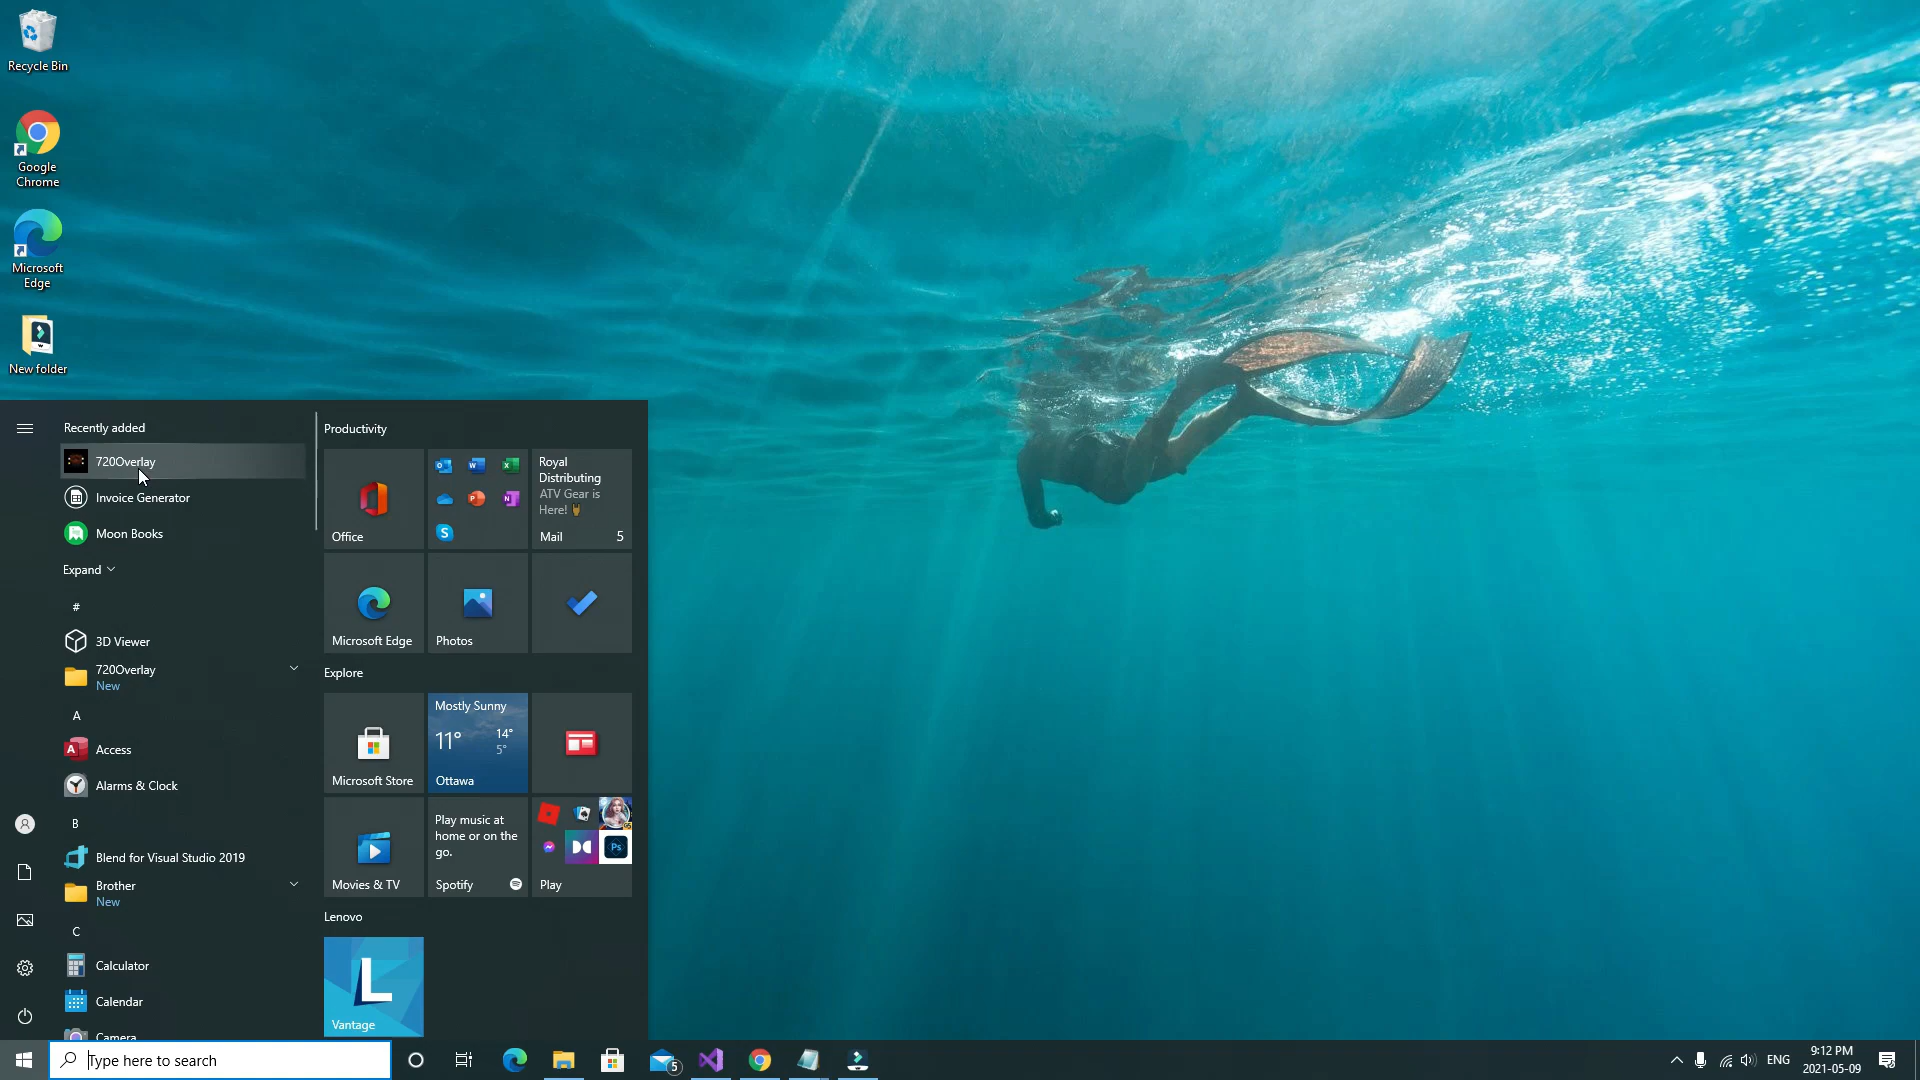 Recycle Bin
Google
Chrome
Microsoft
Edge
New folder
Recently added
720Overlay
Invoice Generator
Moon Books
Expand
#
3D Viewer
720Overlay
New
A
Access
Alarms & Clock
B
Blend for Visual Studio 2019
Brother
New
C
Calculator
Calendar
Camera
Productivity
Office
Royal
Distributing
ATV Gear is
Here!
Mail 5
Microsoft Edge
Photos
Explore
Microsoft Store
Mostly Sunny
11° 14°
5°
Ottawa
Movies & TV
Play music at
home or on the
go.
Spotify
Ps
Play
Lenovo
L
Vantage
Type here to search
5
ENG
9:12 PM
2021-05-09